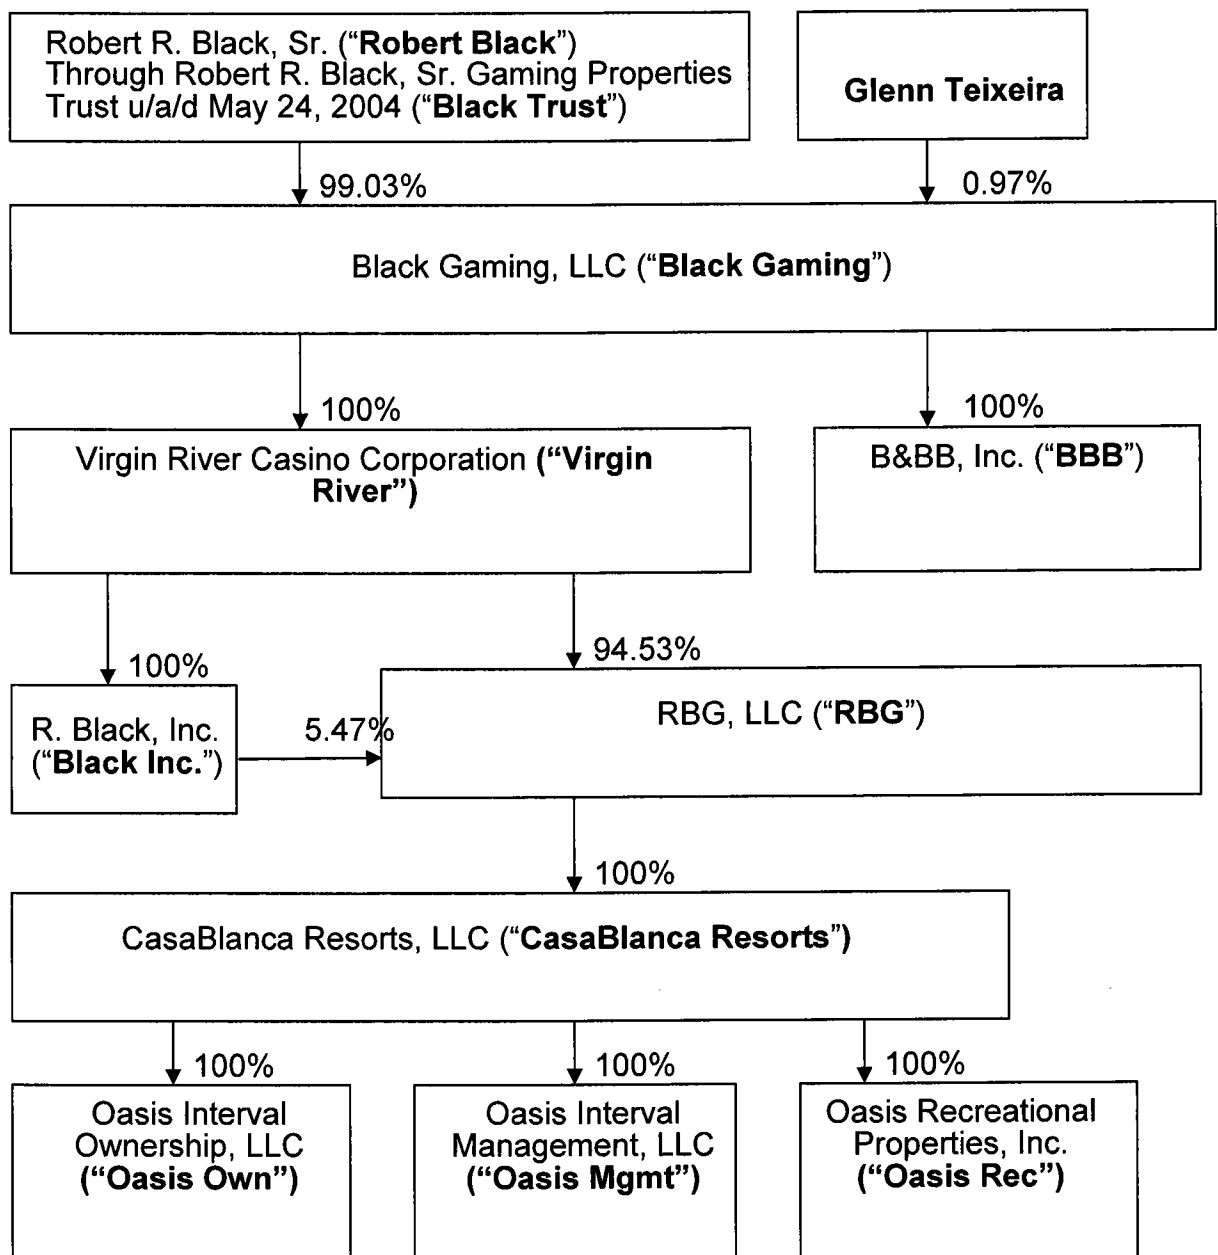 Robert R. Black, Sr. (“Robert Black”)
Through Robert R. Black, Sr. Gaming Properties
Trust u/a/d May 24, 2004 (“Black Trust”)
Glenn Teixeira
99.03%
0.97%
Black Gaming, LLC (“Black Gaming”)
100%
100%
Virgin River Casino Corporation (“Virgin
River”)
B&BB, Inc. (“BBB”)
100%
94.53%
R. Black, Inc.
(“Black Inc.”)
5.47%
RBG, LLC (“RBG”)
100%
CasaBlanca Resorts, LLC (“CasaBlanca Resorts”)
100%
100%
100%
Oasis Interval
Ownership, LLC
(“Oasis Own”)
Oasis Interval
Management, LLC
(“Oasis Mgmt”)
Oasis Recreational
Properties, Inc.
(“Oasis Rec”)